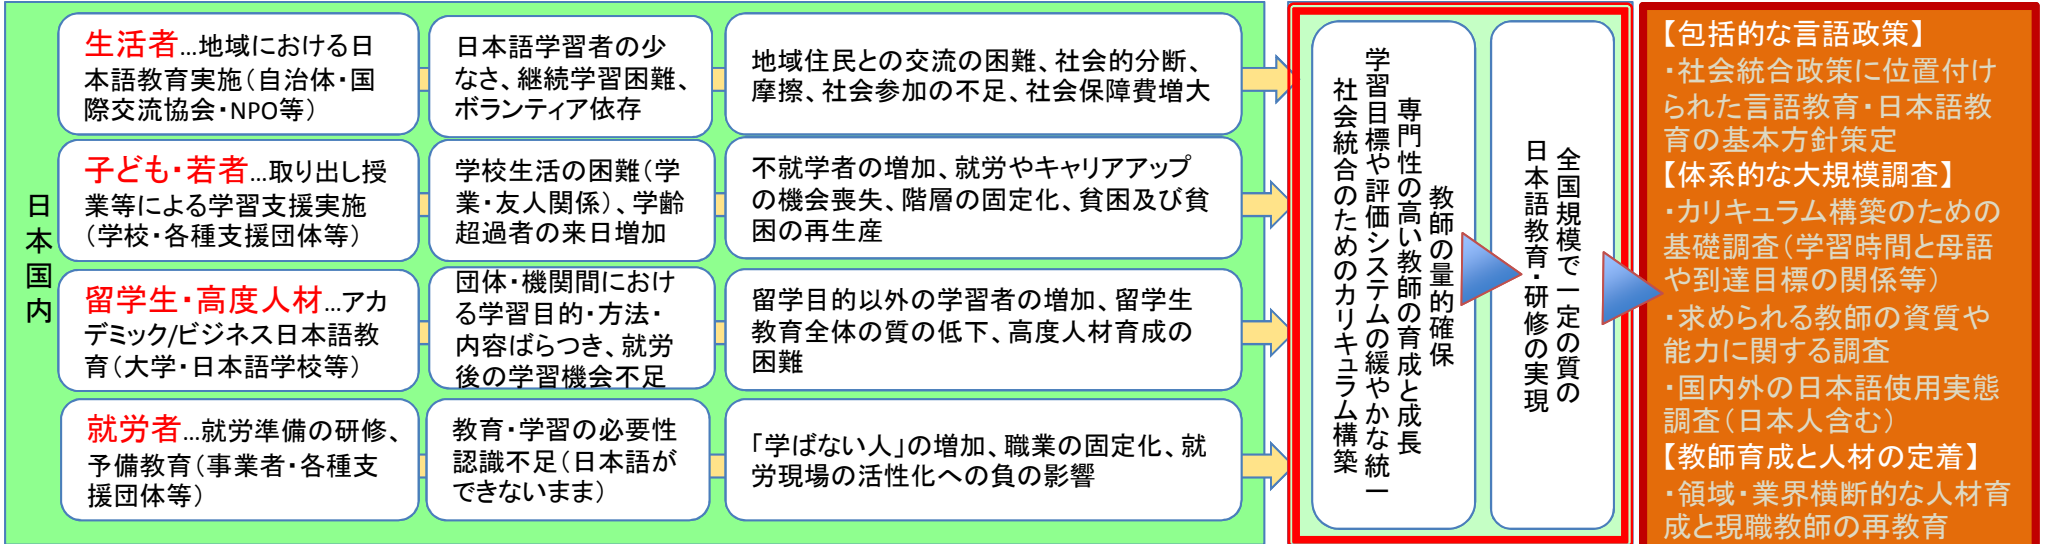 日本国内
生活者…地域における日
本語教育実施（自治体・国
際交流協会・NPO等）
日本語学習者の少
なさ、継続学習困難、
ボランティア依存
地域住民との交流の困難、社会的分断、
摩擦、社会参加の不足、社会保障費増大
子ども・若者…取り出し授
業等による学習支援実施
（学校・各種支援団体等）
学校生活の困難（学
業・友人関係）、学齢
超過者の来日増加
不就学者の増加、就労やキャリアアップ
の機会喪失、階層の固定化、貧困及び貧
困の再生産
留学生・高度人材…アカ
デミック/ビジネス日本語教
育（大学・日本語学校等）
団体・機関間におけ
る学習目的・方法・
内容ばらつき、就労
後の学習機会不足
留学目的以外の学習者の増加、留学生
教育全体の質の低下、高度人材育成の
困難
就労者…就労準備の研修、
予備教育（事業者・各種支
援団体等）
教育・学習の必要性
認識不足（日本語が
できないまま）
「学ばない人」の増加、職業の固定化、就
労現場の活性化への負の影響
教師の量的確保
専門性の高い教師の育成と成長
学習目標や評価システムの緩やかな統一
社会統合のためのカリキュラム構築
全国規模で一定の質の
日本語教育・研修の実現
【包括的な言語政策】
・社会統合政策に位置付け
られた言語教育・日本語教
育の基本方針策定
【体系的な大規模調査】
・カリキュラム構築のための
基礎調査（学習時間と母語
や到達目標の関係等）
・求められる教師の資質や
能力に関する調査
・国内外の日本語使用実態
調査（日本人含む）
【教師育成と人材の定着】
・領域・業界横断的な人材育
成と現職教師の再教育